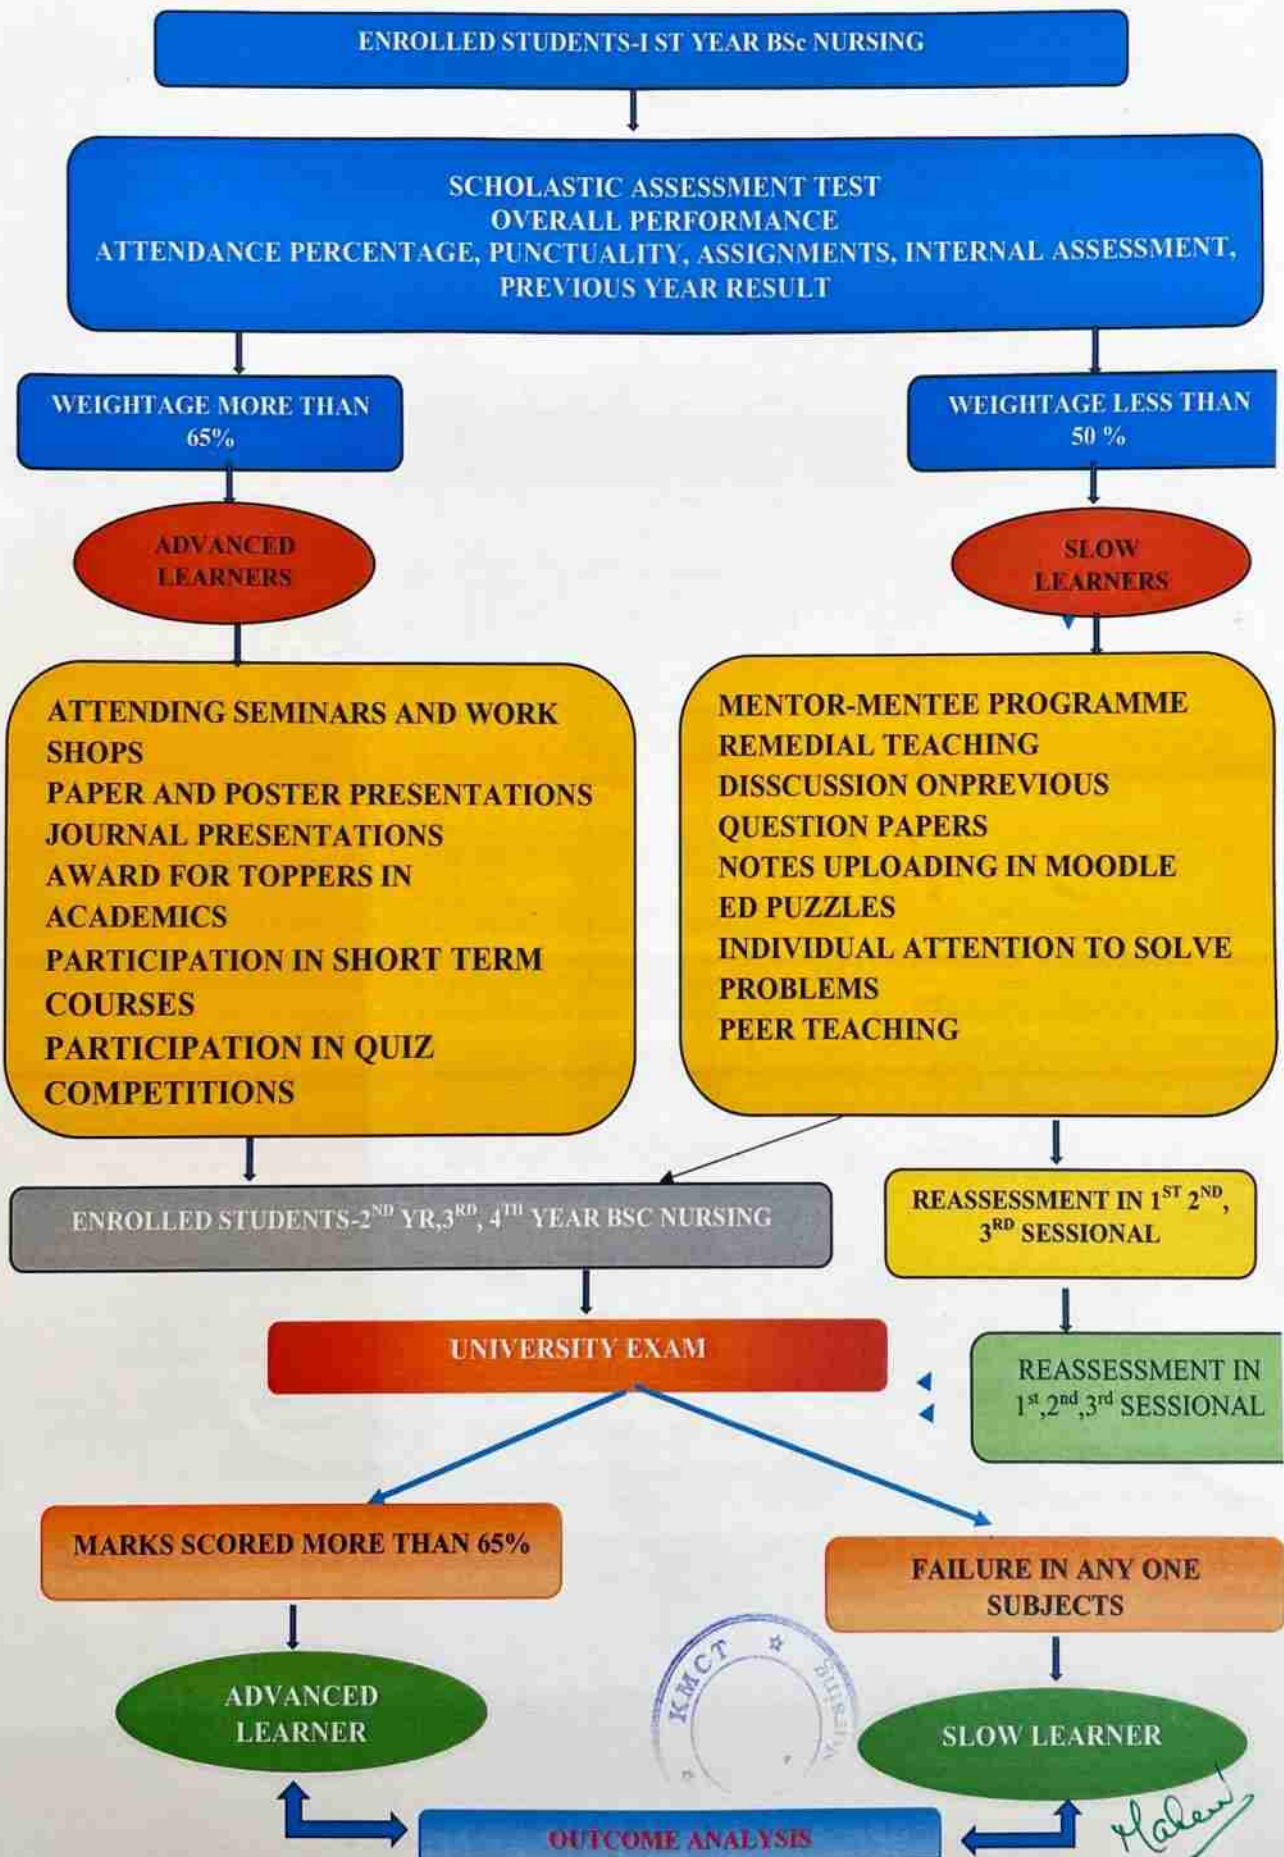 ENROLLED STUDENTS-I ST YEAR BSc NURSING
SCHOLASTIC ASSESSMENT TEST
OVERALL PERFORMANCE
ATTENDANCE PERCENTAGE, PUNCTUALITY, ASSIGNMENTS, INTERNAL ASSESSMENT,
PREVIOUS YEAR RESULT
WEIGHTAGE MORE THAN
65%
WEIGHTAGE LESS THAN
50 %
ADVANCED
LEARNERS
SLOW
LEARNERS
ATTENDING SEMINARS AND WORK
SHOPS
PAPER AND POSTER PRESENTATIONS
JOURNAL PRESENTATIONS
AWARD FOR TOPPERS IN
ACADEMICS
PARTICIPATION IN SHORT TERM
COURSES
PARTICIPATION IN QUIZ
COMPETITIONS
MENTOR-MENTEE PROGRAMME
REMEDIAL TEACHING
DISSCUSSION ONPREVIOUS
QUESTION PAPERS
NOTES UPLOADING IN MOODLE
ED PUZZLES
INDIVIDUAL ATTENTION TO SOLVE
PROBLEMS
PEER TEACHING
ENROLLED STUDENTS-2ND YR,3RD, 4TH YEAR BSC NURSING
REASSESSMENT IN 1ST 2ND,
3RD SESSIONAL
UNIVERSITY EXAM
REASSESSMENT IN
1st,2nd,3rd SESSIONAL
MARKS SCORED MORE THAN 65%
FAILURE IN ANY ONE
SUBJECTS
KMCT
ADVANCED
LEARNER
SLOW LEARNER
OUTCOME ANALYSIS